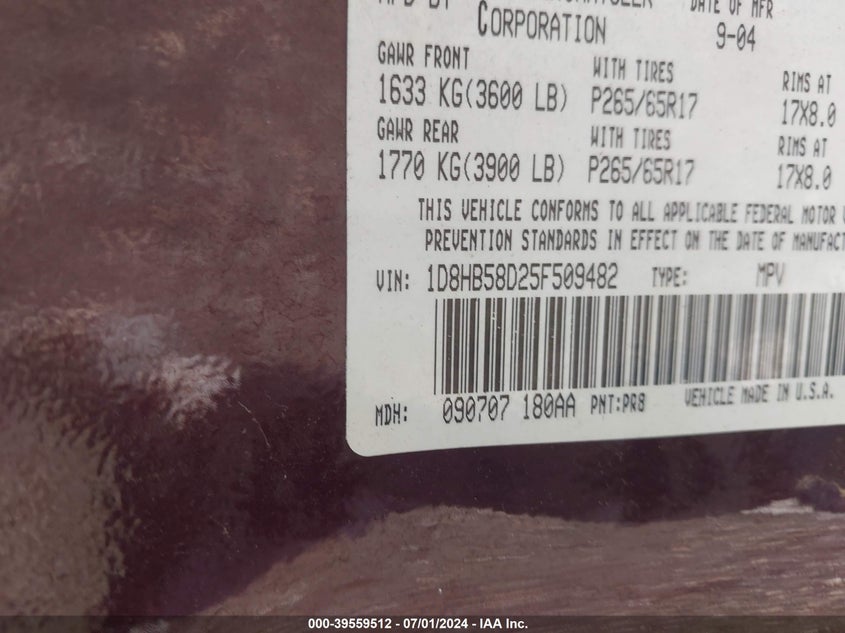 MFD BY DATE OF MFR
CORPORATION 9-04
GAWR FRONT WITH TIRES RIMS AT
1633 KG(3600 LB) P265/65R17 17X8.0
GAWR REAR WITH TIRES RIMS AT
1770 KG(3900 LB) P265/65R17 17X8.0
THIS VEHICLE CONFORMS TO ALL APPLICABLE FEDERAL MOTOR
PREVENTION STANDARDS IN EFFECT ON THE DATE OF MANUFACT
VIN: 1D8HB58D25F509482 TYPE: MPV
MDH: 090707 180AA PNT:PR8 VEHICLE MADE IN U.S.A.
000-39559512 / 07/01/2024 - IAA Inc.